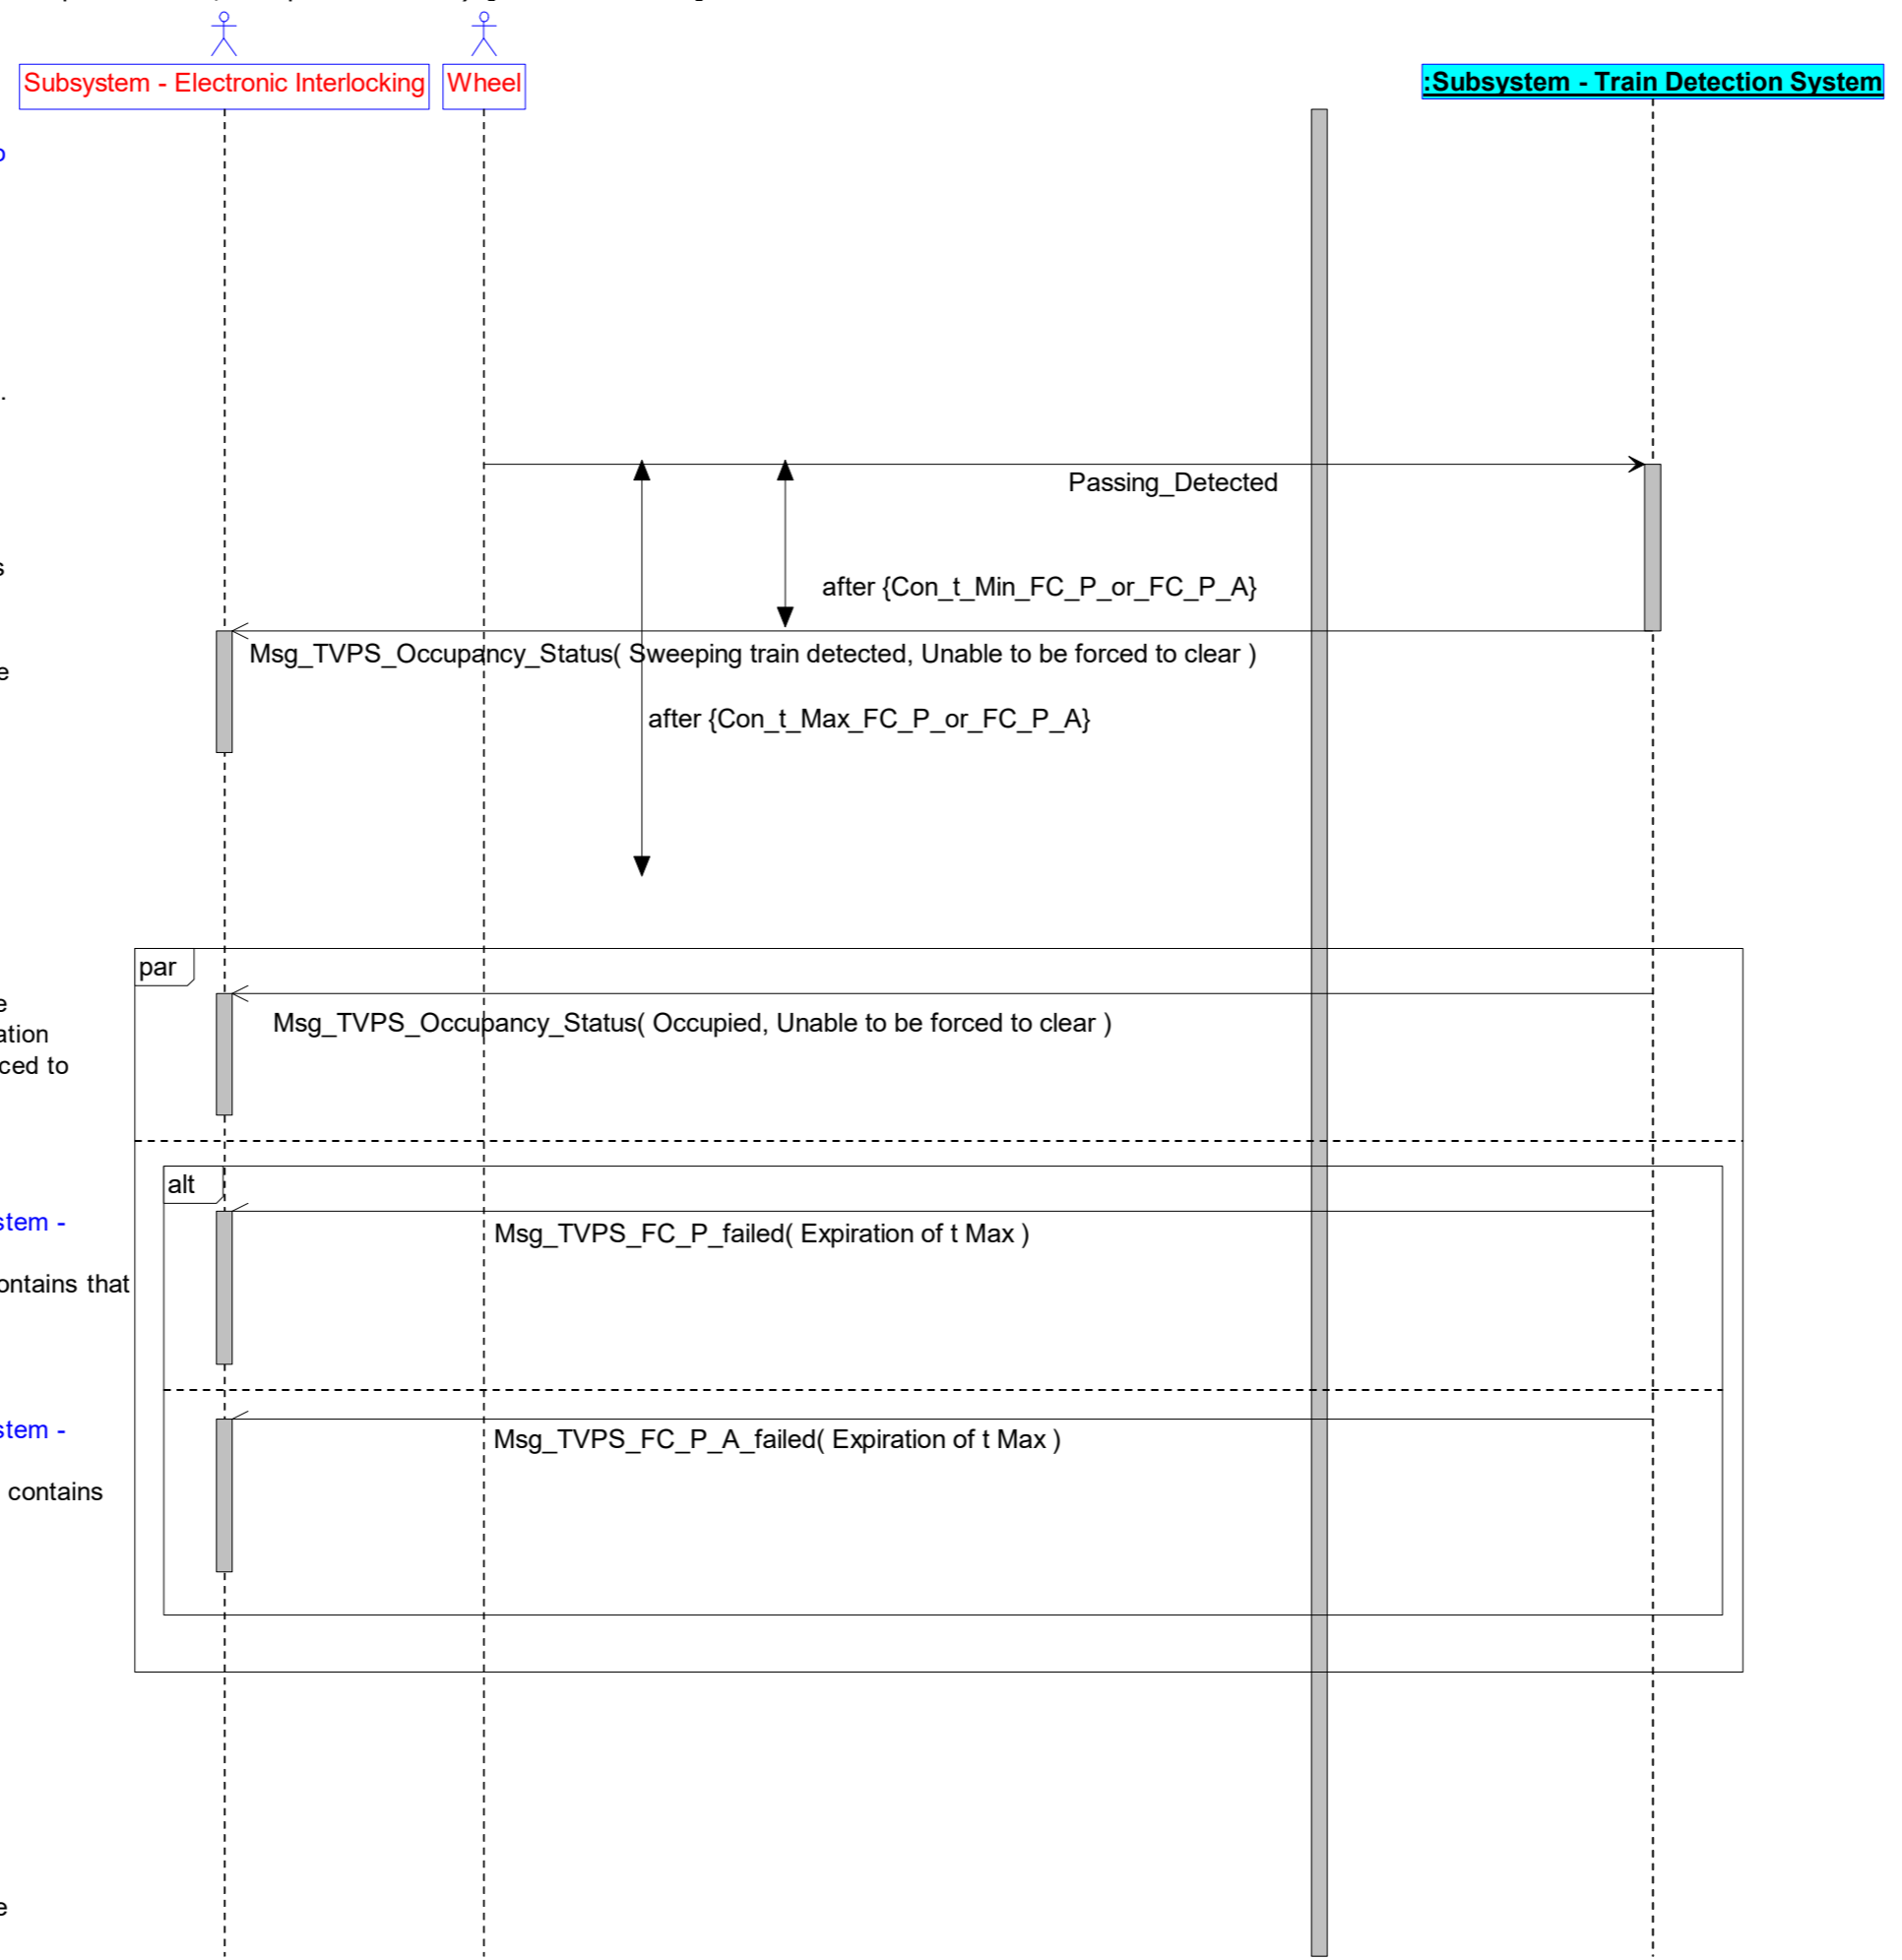 Subsystem - Electronic Interlocking
Wheel
:Subsystem - Train Detection System
.
Passing_Detected
s
after {Con_t_Min_FC_P_or_FC_P_A}
Msg_TVPS_Occupancy_Status( Sweeping train detected, Unable to be forced to clear )
e
after {Con_t_Max_FC_P_or_FC_P_A}
par
e
Msg_TVPS_Occupancy_Status( Occupied, Unable to be forced to clear )
ation
ced to
alt
stem -
Msg_TVPS_FC_P_failed( Expiration of t Max )
ontains that
stem -
Msg_TVPS_FC_P_A_failed( Expiration of t Max )
contains
e